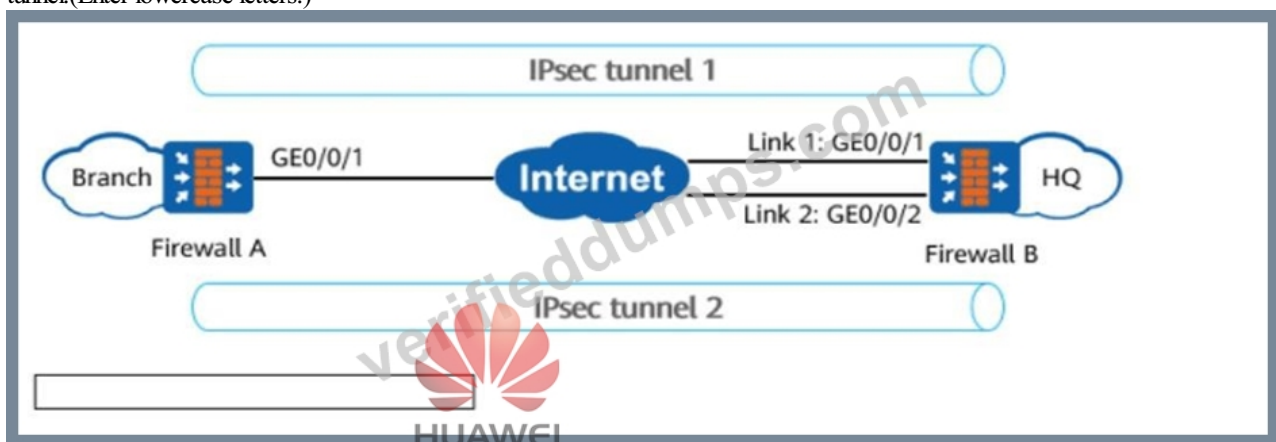 tunnel.(Enter lowercase letters.)
IPsec tunnel 1
Link 1: GE0/0/1
GE0/0/1
Branch
Internet
HQ
Link 2: GE0/0/2
Firewall A
Firewall B
IPsec tunnel 2
verifieddumps.com
HUAWEI